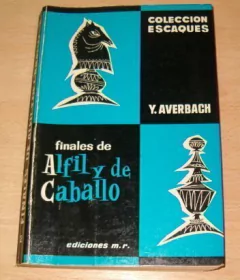 COLECCION
ESCAQUES
Y. AVERBACH
finales de
Alfil y de
Caballo
ediciones m.r.